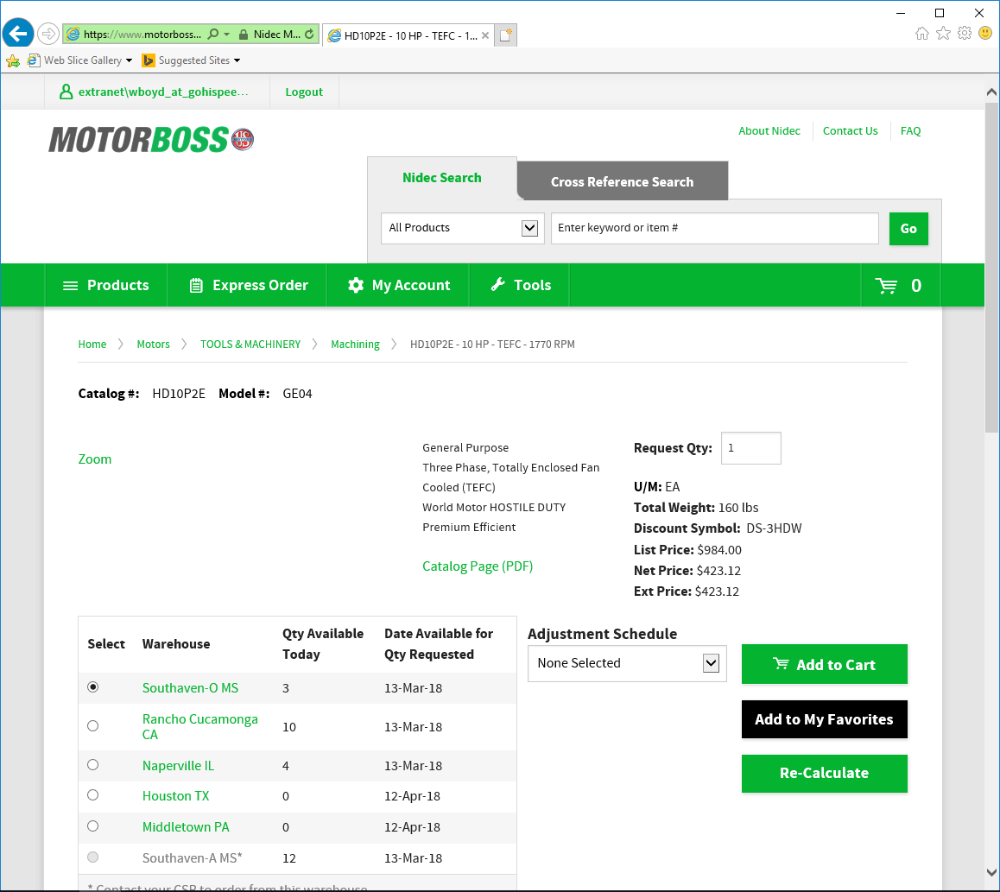 https://www.motorboss...
Nidec M...
HD10P2E - 10 HP - TEFC - 1...
Web Slice Gallery
Suggested Sites
extranet\wboyd_at_gohispee...
Logout
MOTORBOSS
US
MOTORS
About Nidec
Contact Us
FAQ
Nidec Search
Cross Reference Search
All Products
Enter keyword or item #
Go
Products
Express Order
My Account
Tools
0
Home
Motors
TOOLS & MACHINERY
Machining
HD10P2E - 10 HP - TEFC - 1770 RPM
Catalog #: HD10P2E Model #: GE04
Zoom
General Purpose
Three Phase, Totally Enclosed Fan
Cooled (TEFC)
World Motor HOSTILE DUTY
Premium Efficient
Catalog Page (PDF)
Request Qty: 1
U/M: EA
Total Weight: 160 lbs
Discount Symbol: DS-3HDW
List Price: $984.00
Net Price: $423.12
Ext Price: $423.12
Select Warehouse Qty Available Today Date Available for Qty Requested
Southaven-O MS 3 13-Mar-18
Rancho Cucamonga CA 10 13-Mar-18
Naperville IL 4 13-Mar-18
Houston TX 0 12-Apr-18
Middletown PA 0 12-Apr-18
Southaven-A MS* 12 13-Mar-18
* Contact your CSR to order from this warehouse
Adjustment Schedule
None Selected
Add to Cart
Add to My Favorites
Re-Calculate